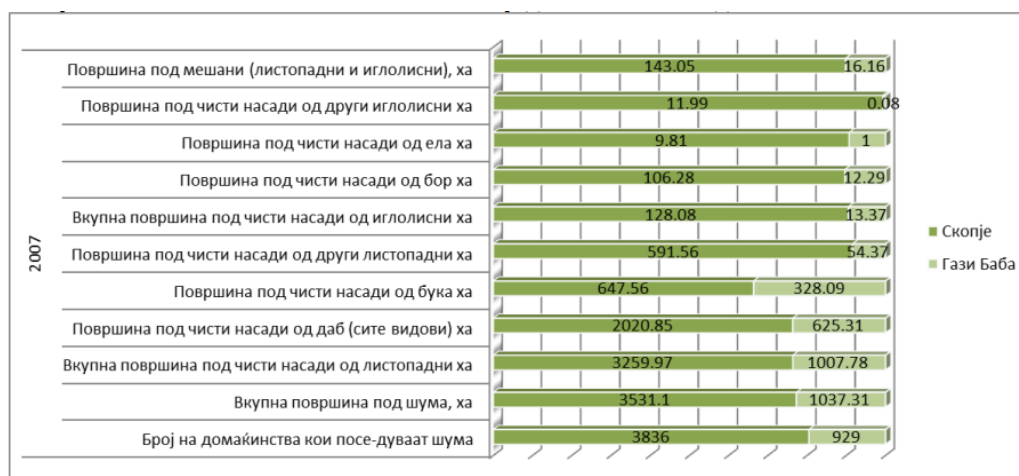 Површина под мешани (листопадни и иглолисни), ха
143.05 16.16
Површина под чисти насади од други иглолисни ха
11.99 0.08
Површина под чисти насади од ела ха
9.81 1
Површина под чисти насади од бор ха
106.28 12.29
Вкупна површина под чисти насади од иглолисни ха
128.08 13.37
Површина под чисти насади од други листопадни ха
591.56 54.37
Површина под чисти насади од бука ха
647.56 328.09
Површина под чисти насади од даб (сите видови) ха
2020.85 625.31
Вкупна површина под чисти насади од листопадни ха
3259.97 1007.78
Вкупна површина под шума, ха
3531.1 1037.31
Број на домаќинства кои посе-дуваат шума
3836 929
2007
Скопје
Гази Баба